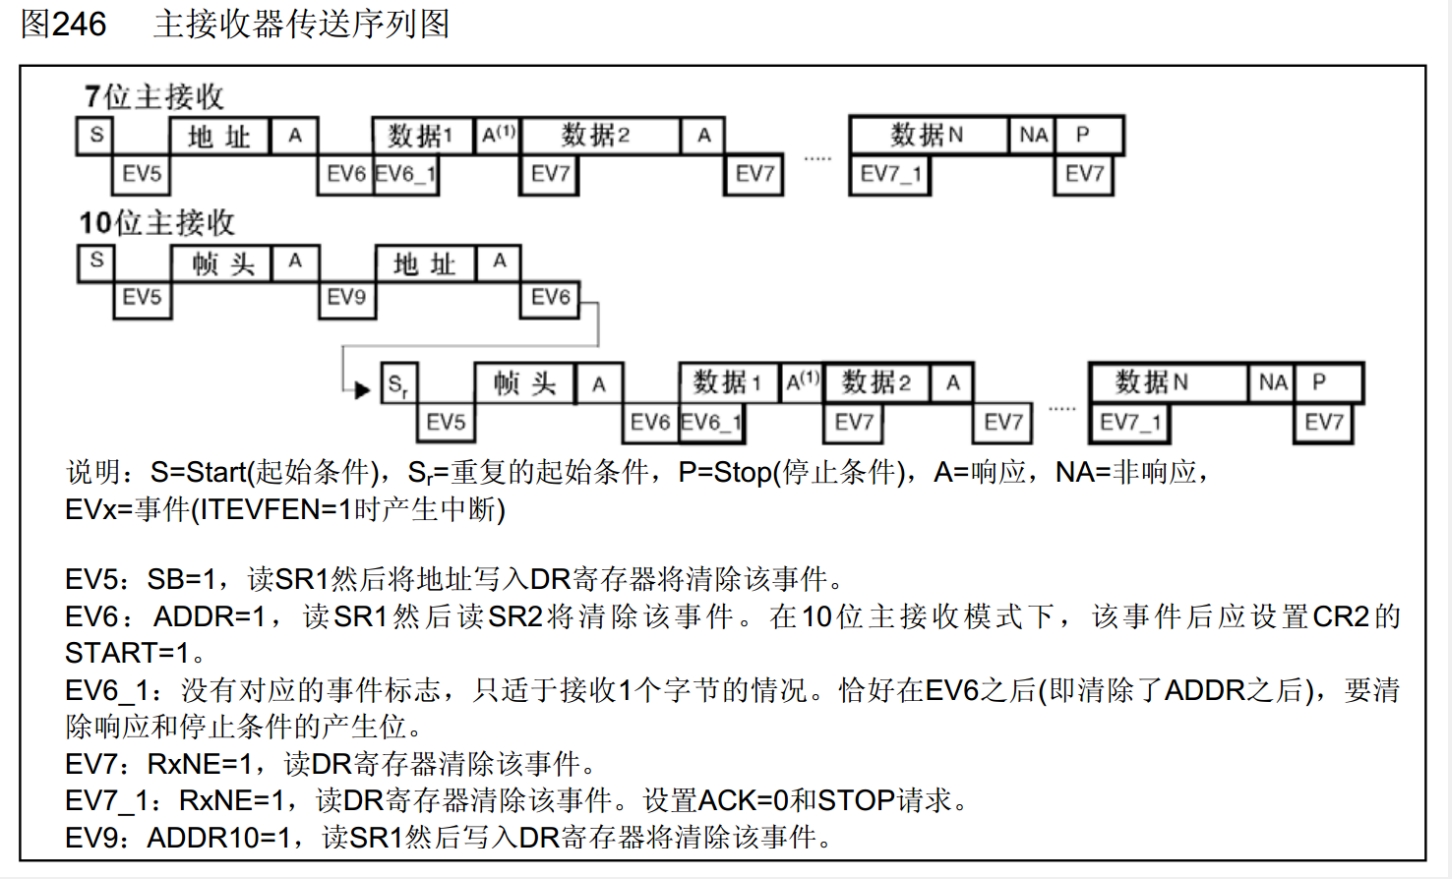 图246 主接收器传送序列图
7位主接收
S 地址 A 数据1 A(1) 数据2 A ..... 数据N NA P
EV5 EV6 EV6_1 EV7 EV7 EV7_1 EV7
10位主接收
S 帧头 A 地址 A
EV5 EV9 EV6
Sr 帧头 A 数据1 A(1) 数据2 A ..... 数据N NA P
EV5 EV6 EV6_1 EV7 EV7 EV7_1 EV7
说明：S=Start(起始条件)，Sr=重复的起始条件，P=Stop(停止条件)，A=响应，NA=非响应，
EVx=事件(ITEVFEN=1时产生中断)
EV5：SB=1，读SR1然后将地址写入DR寄存器将清除该事件。
EV6：ADDR=1，读SR1然后读SR2将清除该事件。在10位主接收模式下，该事件后应设置CR2的
START=1。
EV6_1：没有对应的事件标志，只适于接收1个字节的情况。恰好在EV6之后(即清除了ADDR之后)，要清
除响应和停止条件的产生位。
EV7：RxNE=1，读DR寄存器清除该事件。
EV7_1：RxNE=1，读DR寄存器清除该事件。设置ACK=0和STOP请求。
EV9：ADDR10=1，读SR1然后写入DR寄存器将清除该事件。